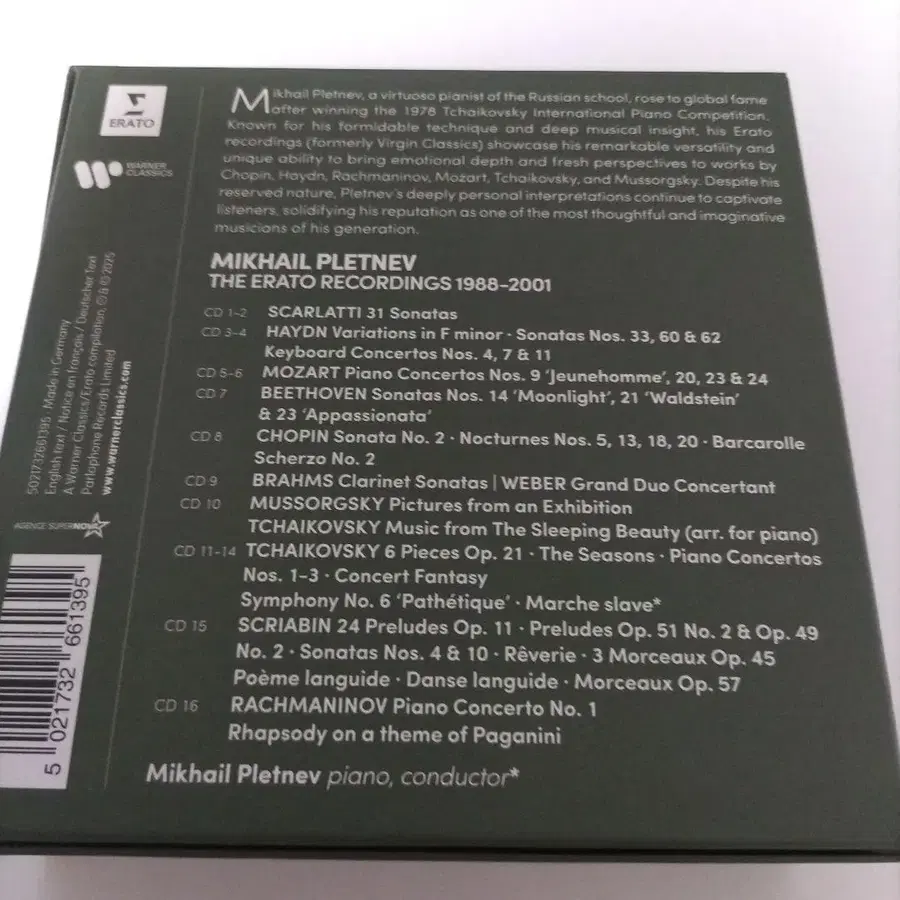 ERATO
WARNER
CLASSICS
Mikhail Pletnev, a virtuoso pianist of the Russian school, rose to global fame
after winning the 1978 Tchaikovsky International Piano Competition.
Known for his formidable technique and deep musical insight, his Erato
recordings (formerly Virgin Classics) showcase his remarkable versatility and
unique ability to bring emotional depth and fresh perspectives to works by
Chopin, Haydn, Rachmaninov, Mozart, Tchaikovsky, and Mussorgsky. Despite his
reserved nature, Pletnev's deeply personal interpretations continue to captivate
listeners, solidifying his reputation as one of the most thoughtful and imaginative
musicians of his generation.
MIKHAIL PLETNEV
THE ERATO RECORDINGS 1988–2001
CD 1-2 SCARLATTI 31 Sonatas
CD 3-4 HAYDN Variations in F minor · Sonatas Nos. 33, 60 & 62
Keyboard Concertos Nos. 4, 7 & 11
CD 5-6 MOZART Piano Concertos Nos. 9 'Jeunehomme', 20, 23 & 24
CD 7 BEETHOVEN Sonatas Nos. 14 'Moonlight', 21 'Waldstein'
& 23 'Appassionata'
CD 8 CHOPIN Sonata No. 2 · Nocturnes Nos. 5, 13, 18, 20 · Barcarolle
Scherzo No. 2
CD 9 BRAHMS Clarinet Sonatas | WEBER Grand Duo Concertant
CD 10 MUSSORGSKY Pictures from an Exhibition
TCHAIKOVSKY Music from The Sleeping Beauty (arr. for piano)
CD 11-14 TCHAIKOVSKY 6 Pieces Op. 21 · The Seasons · Piano Concertos
Nos. 1-3 · Concert Fantasy
Symphony No. 6 'Pathétique' · Marche slave*
CD 15 SCRIABIN 24 Preludes Op. 11 · Preludes Op. 51 No. 2 & Op. 49
No. 2 · Sonatas Nos. 4 & 10 · Rêverie · 3 Morceaux Op. 45
Poème languide · Danse languide · Morceaux Op. 57
CD 16 RACHMANINOV Piano Concerto No. 1
Rhapsody on a theme of Paganini
Mikhail Pletnev piano, conductor*
5021732661395 · Made in Germany
English text / Notice en français / Deutscher Text
A Warner Classics/Erato compilation, ℗ & © 2025
Parlophone Records Limited
www.warnerclassics.com
AGENCE SUPERNOVA
5 021732 661395